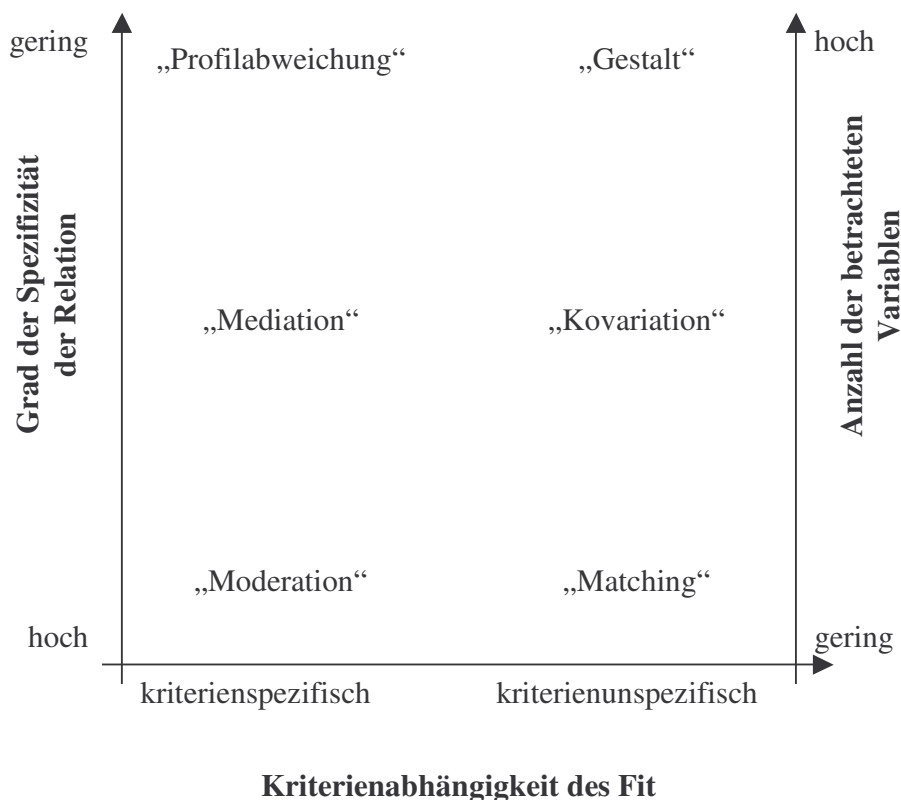 gering
hoch
„Profilabweichung“
„Gestalt“
Grad der Spezifizität
der Relation
Anzahl der betrachteten
Variablen
„Mediation“
„Kovariation“
„Moderation“
„Matching“
hoch
gering
kriterienspezifisch
kriterienunspezifisch
Kriterienabhängigkeit des Fit